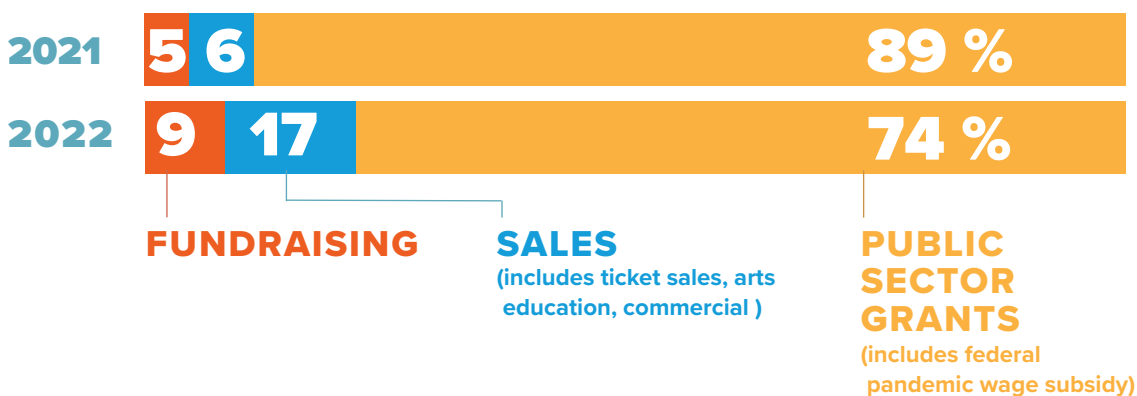 2021 5 6 89 %
2022 9 17 74 %
FUNDRAISING
SALES
(includes ticket sales, arts
education, commercial )
PUBLIC
SECTOR
GRANTS
(includes federal
pandemic wage subsidy)